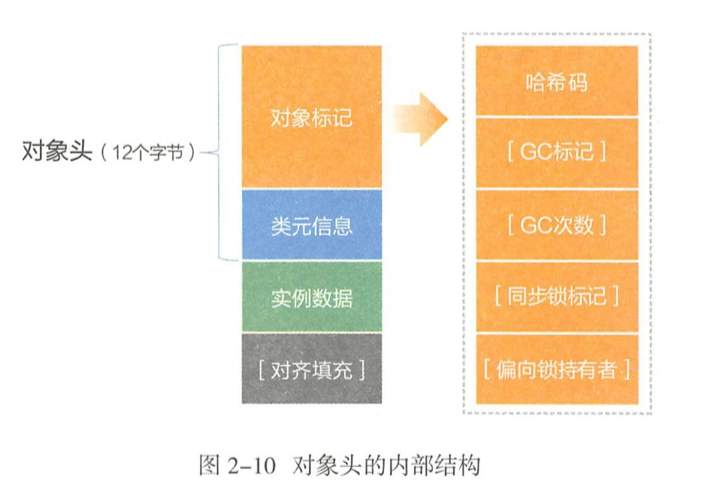 对象头（12个字节）
对象标记
类元信息
实例数据
[对齐填充]
哈希码
[GC标记]
[GC次数]
[同步锁标记]
[偏向锁持有者]
图 2-10 对象头的内部结构